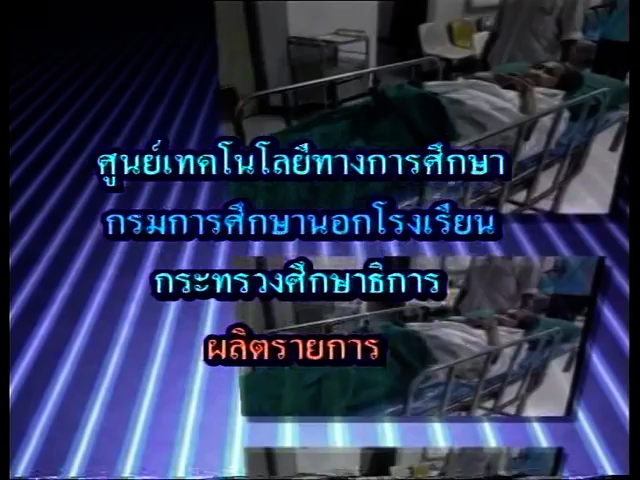 ศูนย์เทคโนโลยีทางการศึกษา
กรมการศึกษานอกโรงเรียน
กระทรวงศึกษาธิการ
ผลิตรายการ